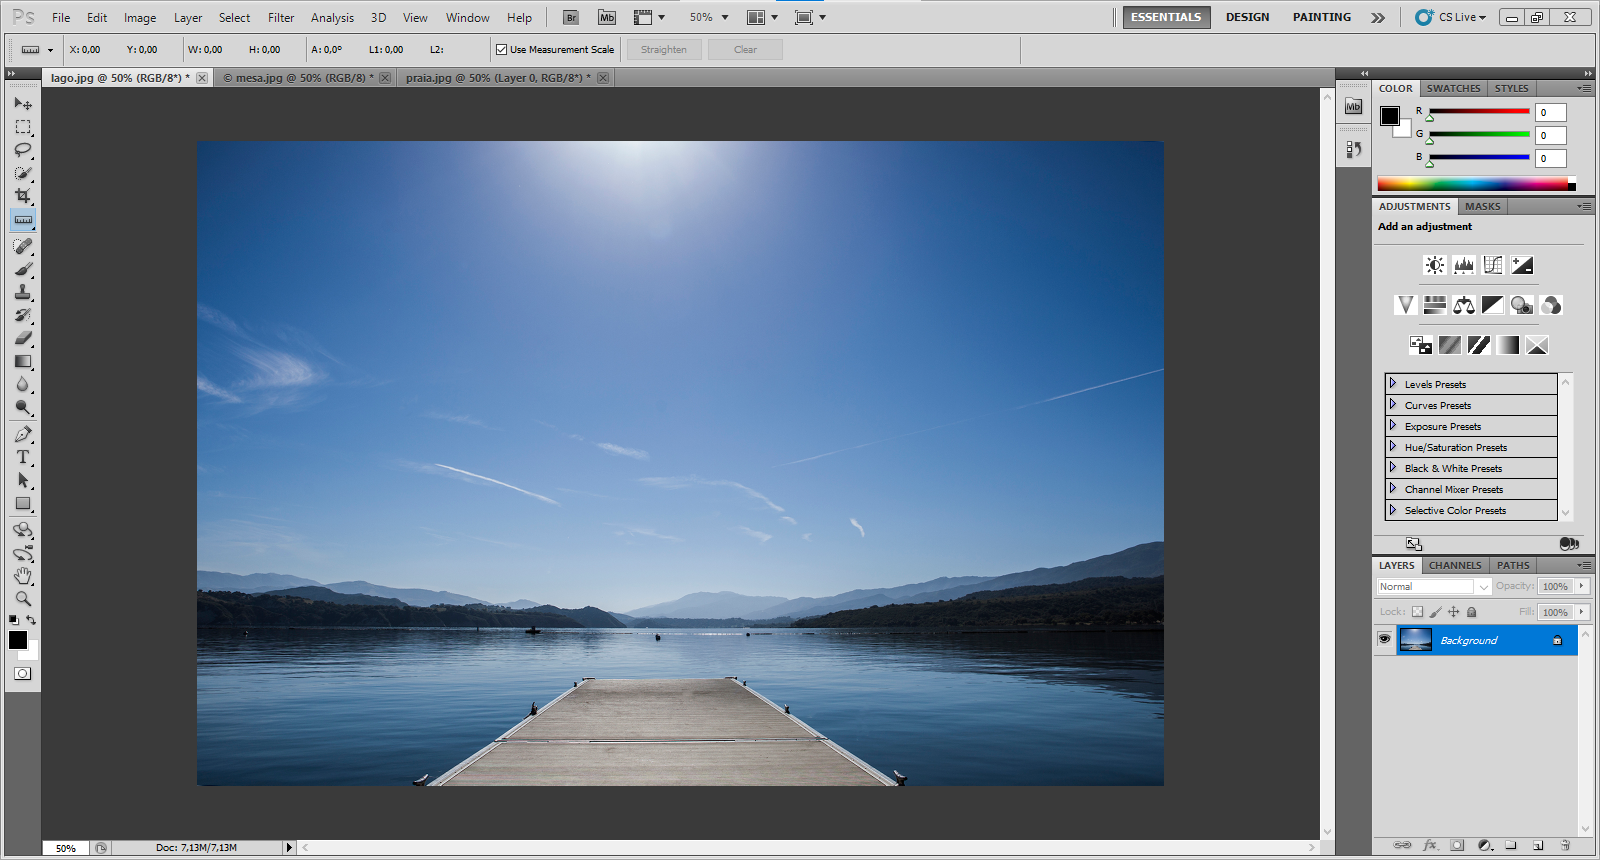 Ps File Edit Image Layer Select Filter Analysis 3D View Window Help Br Mb 50% ESSENTIALS DESIGN PAINTING CS Live
X: 0,00 Y: 0,00 W: 0,00 H: 0,00 A: 0,0° L1: 0,00 L2: Use Measurement Scale Straighten Clear
lago.jpg @ 50% (RGB/8*) * © mesa.jpg @ 50% (RGB/8) * praia.jpg @ 50% (Layer 0, RGB/8*) *
COLOR SWATCHES STYLES
Mb
R 0
G 0
B 0
ADJUSTMENTS MASKS
Add an adjustment
Levels Presets
Curves Presets
Exposure Presets
Hue/Saturation Presets
Black & White Presets
Channel Mixer Presets
Selective Color Presets
LAYERS CHANNELS PATHS
Normal Opacity: 100%
Lock: Fill: 100%
Background
T
fx
50% Doc: 7,13M/7,13M